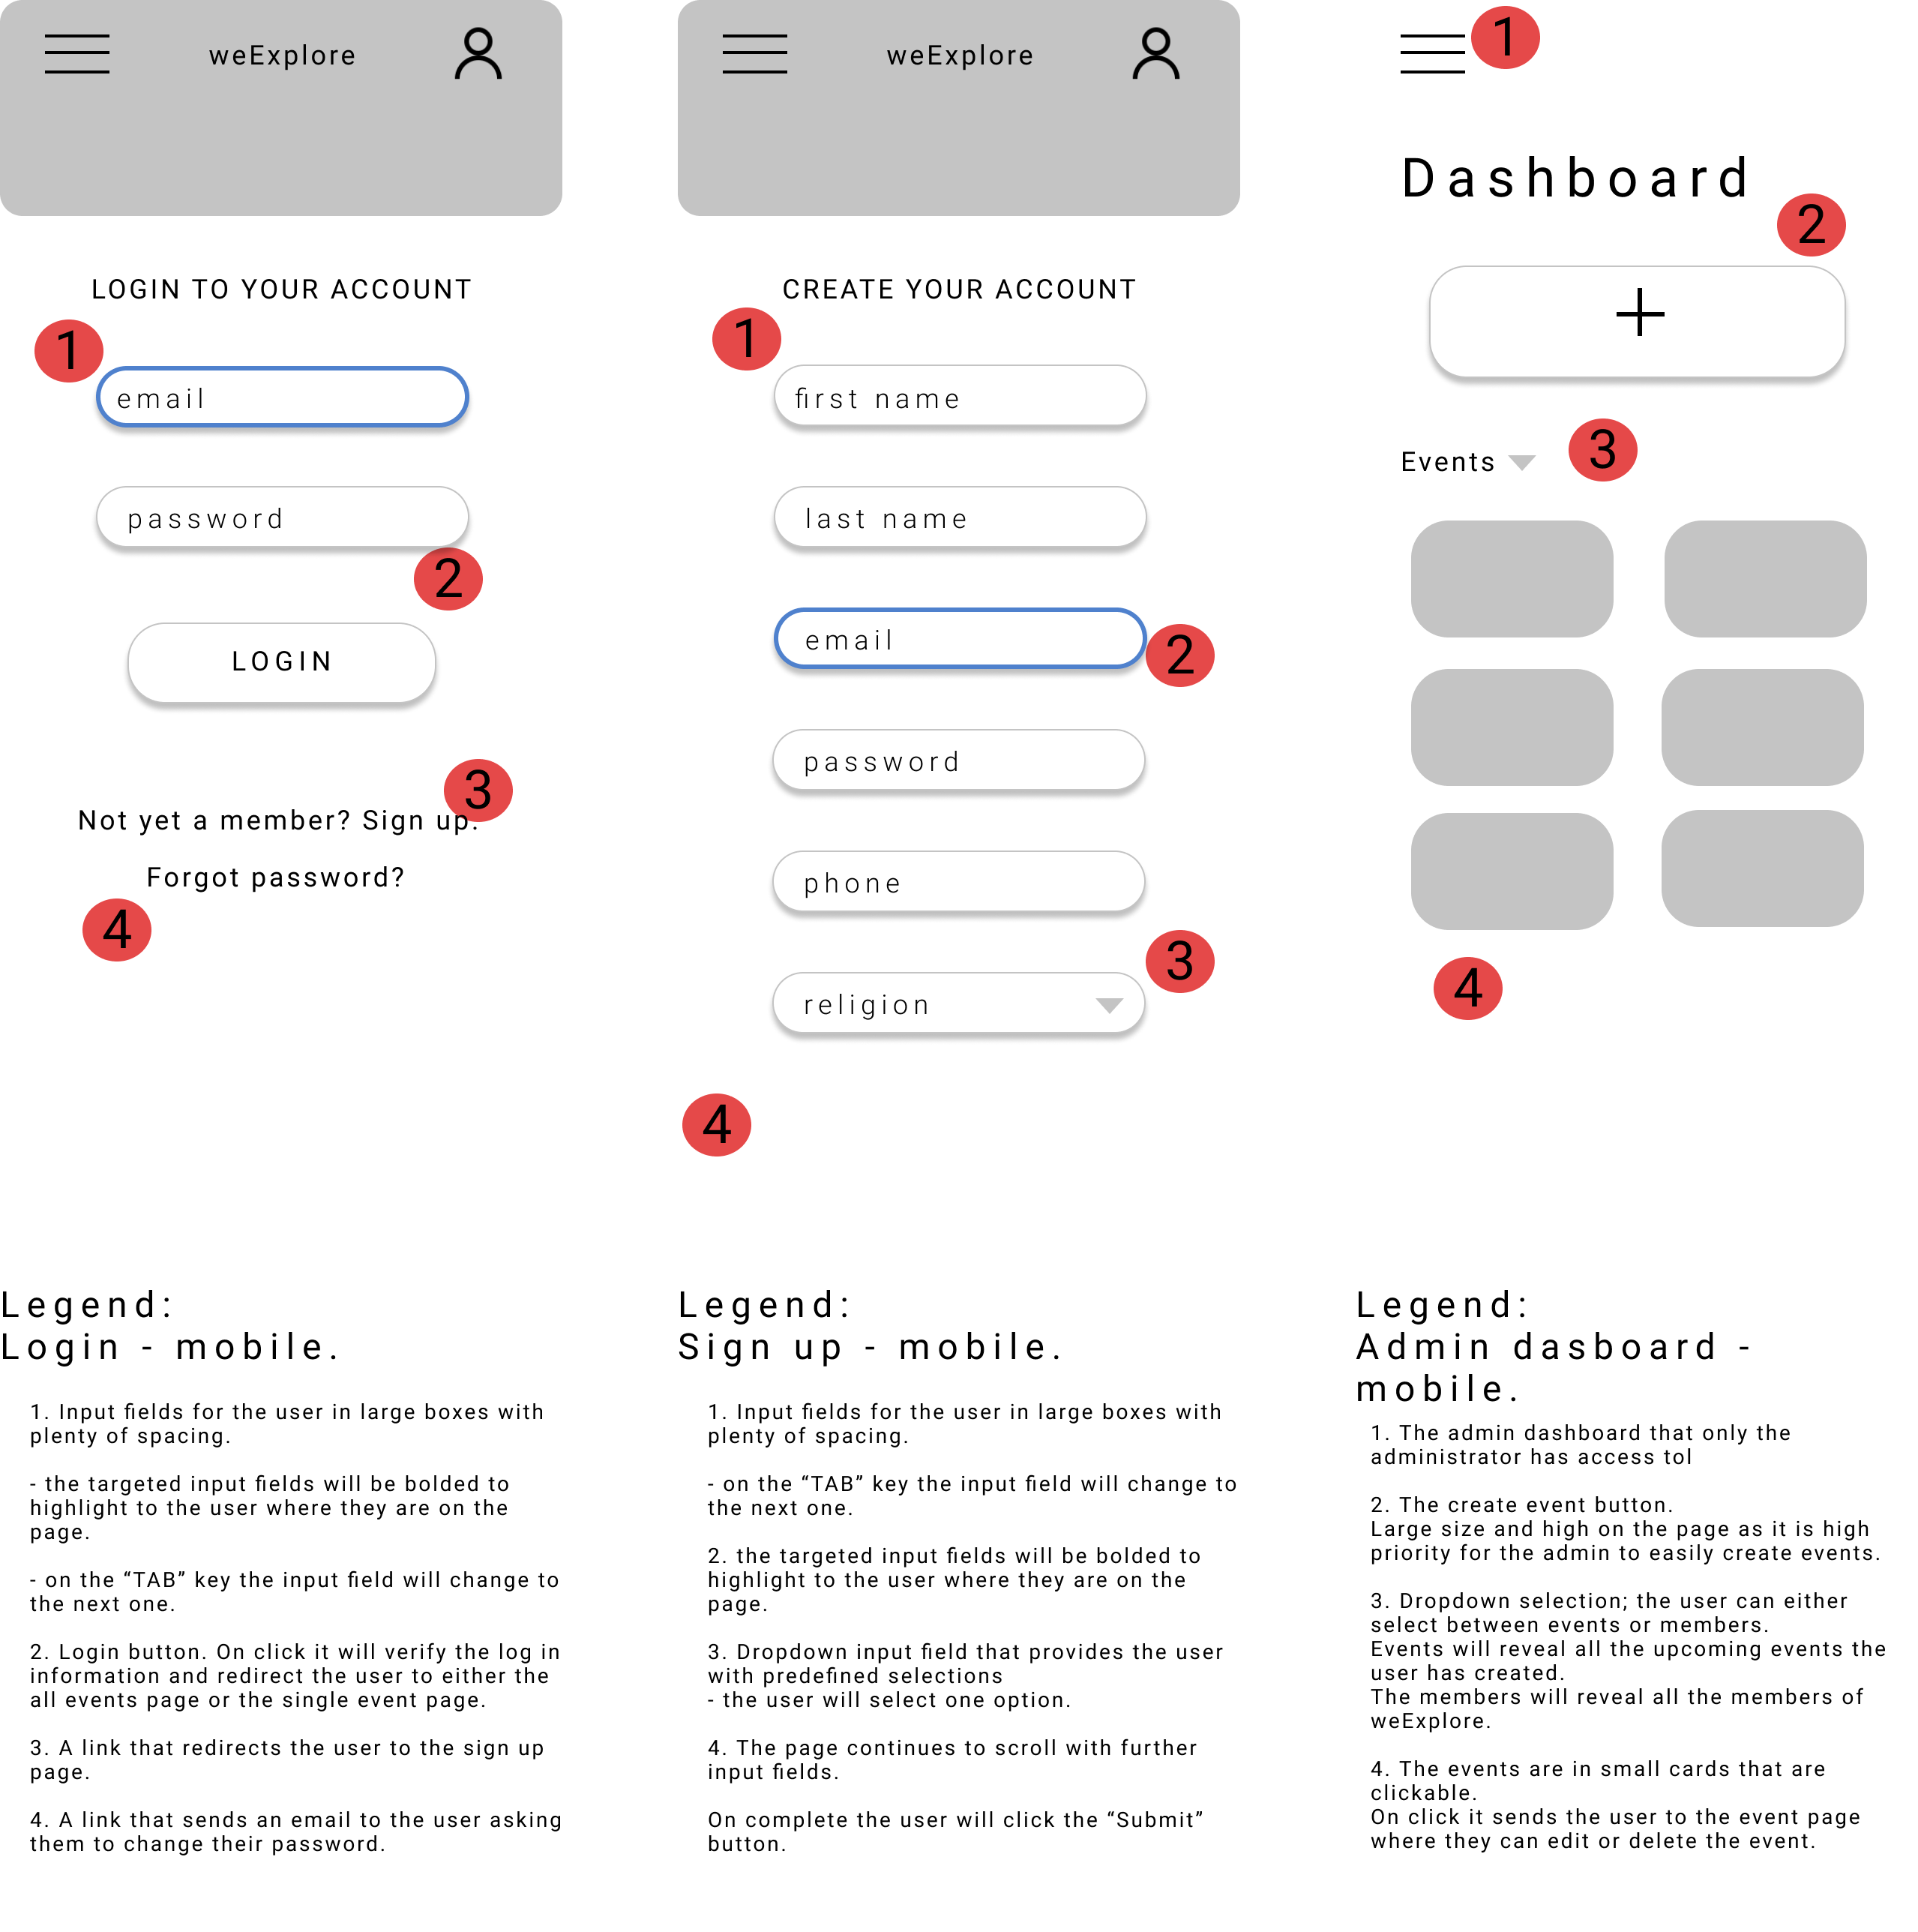 weExplore
LOGIN TO YOUR ACCOUNT
1
email
password
2
LOGIN
3
Not yet a member? Sign up.
Forgot password?
4
Legend:
Login - mobile.
1. Input fields for the user in large boxes with
plenty of spacing.
- the targeted input fields will be bolded to
highlight to the user where they are on the
page.
- on the “TAB” key the input field will change to
the next one.
2. Login button. On click it will verify the log in
information and redirect the user to either the
all events page or the single event page.
3. A link that redirects the user to the sign up
page.
4. A link that sends an email to the user asking
them to change their password.
weExplore
CREATE YOUR ACCOUNT
1
first name
last name
email
2
password
phone
3
religion
4
Legend:
Sign up - mobile.
1. Input fields for the user in large boxes with
plenty of spacing.
- on the “TAB” key the input field will change to
the next one.
2. the targeted input fields will be bolded to
highlight to the user where they are on the
page.
3. Dropdown input field that provides the user
with predefined selections
- the user will select one option.
4. The page continues to scroll with further
input fields.
On complete the user will click the “Submit”
button.
1
Dashboard
2
+
Events
3
4
Legend:
Admin dasboard -
mobile.
1. The admin dashboard that only the
administrator has access tol
2. The create event button.
Large size and high on the page as it is high
priority for the admin to easily create events.
3. Dropdown selection; the user can either
select between events or members.
Events will reveal all the upcoming events the
user has created.
The members will reveal all the members of
weExplore.
4. The events are in small cards that are
clickable.
On click it sends the user to the event page
where they can edit or delete the event.